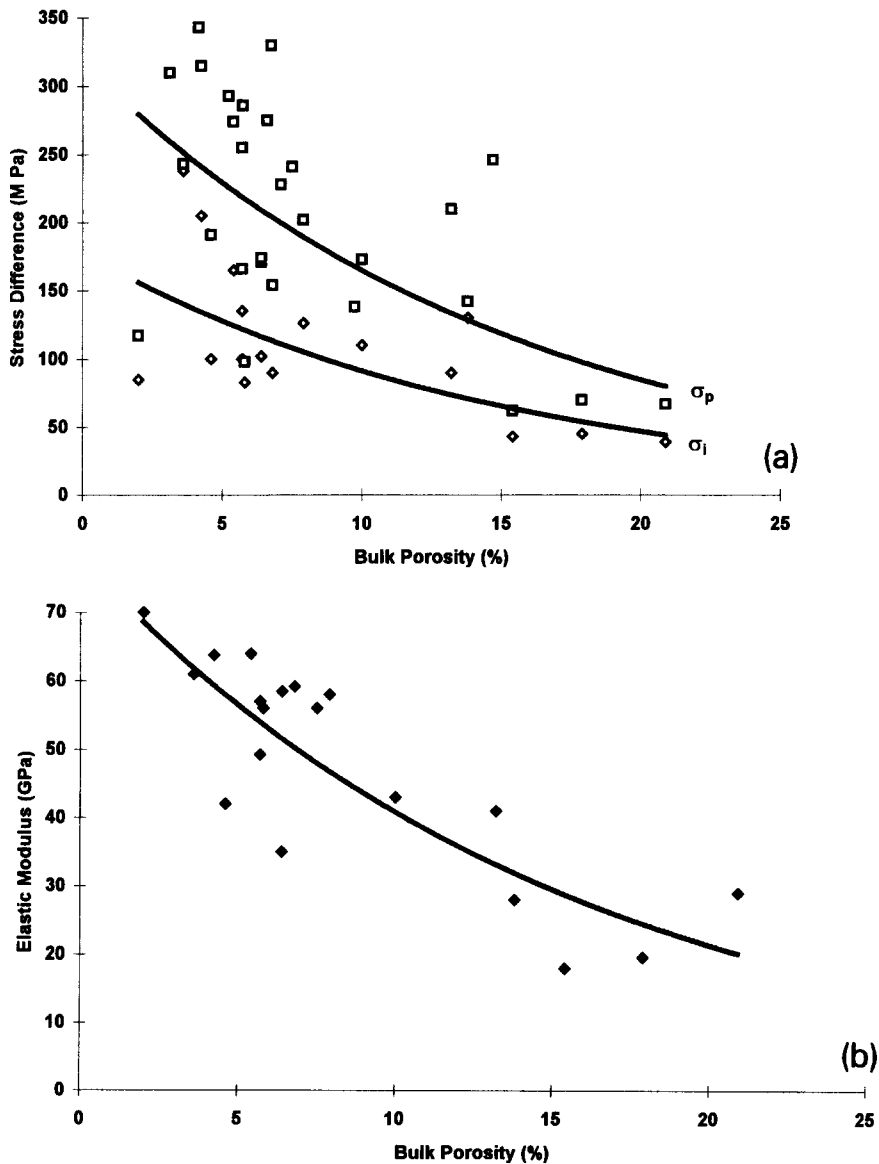 350
300
250
200
150
100
50
0
Stress Difference (M Pa)
σp
σi
(a)
0 5 10 15 20 25
Bulk Porosity (%)
70
60
50
40
30
20
10
0
Elastic Modulus (GPa)
(b)
0 5 10 15 20 25
Bulk Porosity (%)